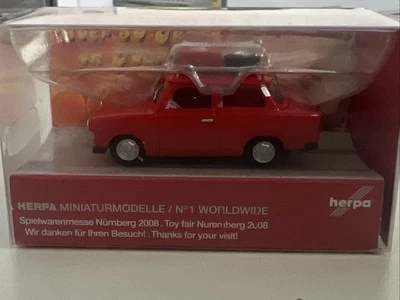 HERPA MINIATURMODELLE / Nº1 WORLDWIDE
herpa
Spielwarenmesse Nürnberg 2008 . Toy fair Nuremberg 2008
Wir danken für Ihren Besuch! . Thanks for your visit!